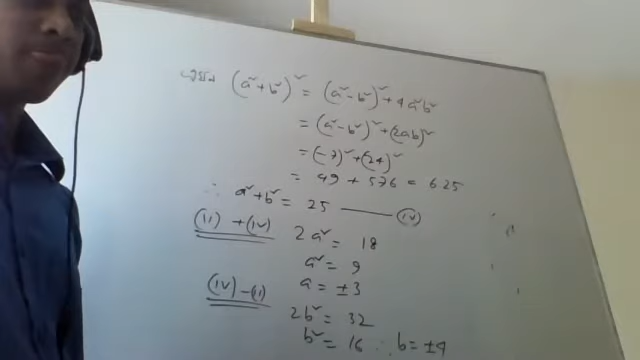 এখন (a² + b²)² = (a² - b²)² + 4a²b²
= (a² - b²)² + (2ab)²
= (-7)² + (24)²
= 49 + 576 = 625
∴ a² + b² = 25 —— (iv)
(ii) + (iv) 2a² = 18
a² = 9
a = ±3
(iv) - (ii)
2b² = 32
b² = 16 ∴ b = ±4